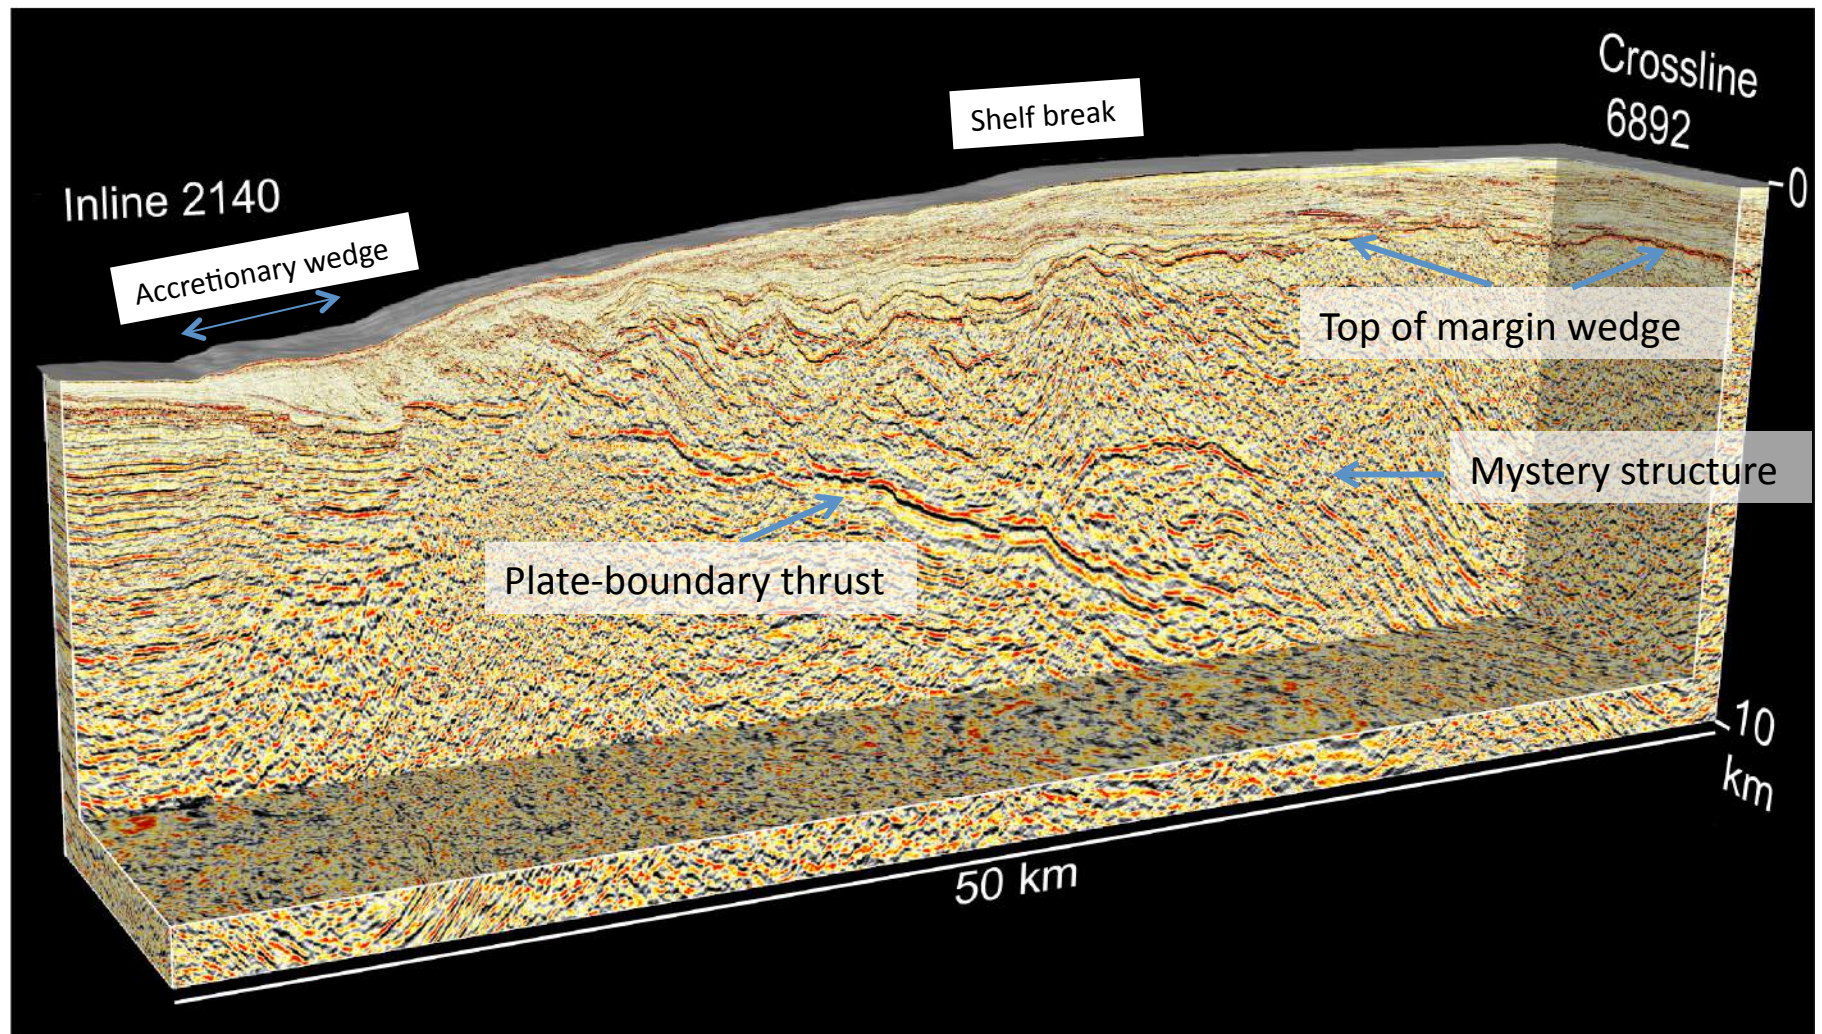 Crossline
6892
Shelf break
0
Inline 2140
Accretionary wedge
Top of margin wedge
Mystery structure
Plate-boundary thrust
10
km
50 km